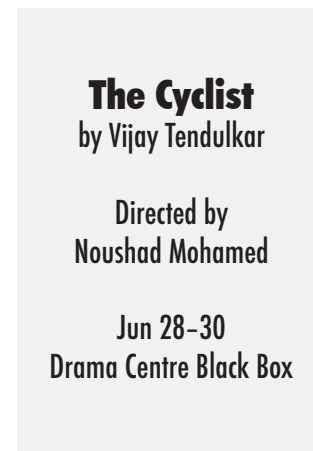 The Cyclist
by Vijay Tendulkar
Directed by
Noushad Mohamed
Jun 28–30
Drama Centre Black Box